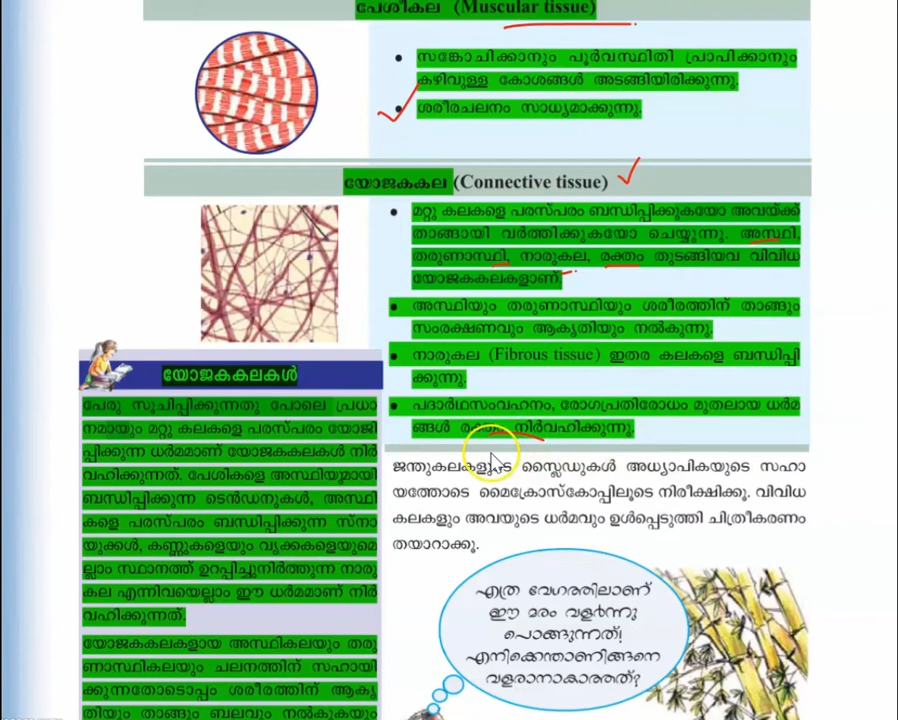 പേശീകല (Muscular tissue)
സങ്കോചിക്കാനും പൂർവസ്ഥിതി പ്രാപിക്കാനും
കഴിവുള്ള കോശങ്ങൾ അടങ്ങിയിരിക്കുന്നു.
ശരീരചലനം സാധ്യമാക്കുന്നു.
യോജകകല (Connective tissue)
മറ്റു കലകളെ പരസ്പരം ബന്ധിപ്പിക്കുകയോ അവയ്ക്ക്
താങ്ങായി വർത്തിക്കുകയോ ചെയ്യുന്നു. അസ്ഥി,
തരുണാസ്ഥി, നാരുകല, രക്തം തുടങ്ങിയവ വിവിധ
യോജകകലകളാണ്.
അസ്ഥിയും തരുണാസ്ഥിയും ശരീരത്തിന് താങ്ങും
സംരക്ഷണവും ആകൃതിയും നൽകുന്നു.
നാരുകല (Fibrous tissue) ഇതര കലകളെ ബന്ധിപ്പി
ക്കുന്നു.
പദാർഥസംവഹനം, രോഗപ്രതിരോധം മുതലായ ധർമ
ങ്ങൾ രക്തം നിർവഹിക്കുന്നു.
യോജകകലകൾ
പേരു സൂചിപ്പിക്കുന്നതു പോലെ പ്രധാ
നമായും മറ്റു കലകളെ പരസ്പരം യോജി
പ്പിക്കുന്ന ധർമമാണ് യോജകകലകൾ നിർ
വഹിക്കുന്നത്. പേശികളെ അസ്ഥിയുമായി
ബന്ധിപ്പിക്കുന്ന ടെൻഡനുകൾ, അസ്ഥി
കളെ പരസ്പരം ബന്ധിപ്പിക്കുന്ന സ്നാ
യുക്കൾ, കണ്ണുകളെയും വൃക്കകളെയുമെ
ല്ലാം സ്ഥാനത്ത് ഉറപ്പിച്ചുനിർത്തുന്ന നാരു
കല എന്നിവയെല്ലാം ഈ ധർമമാണ് നിർ
വഹിക്കുന്നത്.
യോജകകലകളായ അസ്ഥികലയും തരു
ണാസ്ഥികലയും ചലനത്തിന് സഹായി
ക്കുന്നതോടൊപ്പം ശരീരത്തിന് ആകൃ
തിയും താങ്ങും ബലവും നൽകുകയും
ജന്തുകലകളുടെ സ്ലൈഡുകൾ അധ്യാപികയുടെ സഹാ
യത്തോടെ മൈക്രോസ്കോപ്പിലൂടെ നിരീക്ഷിക്കൂ. വിവിധ
കലകളും അവയുടെ ധർമവും ഉൾപ്പെടുത്തി ചിത്രീകരണം
തയാറാക്കൂ.
എത്ര വേഗത്തിലാണ്
ഈ മരം വളർന്നു
പൊങ്ങുന്നത്!
എനിക്കെന്താണിങ്ങനെ
വളരാനാകാത്തത്?